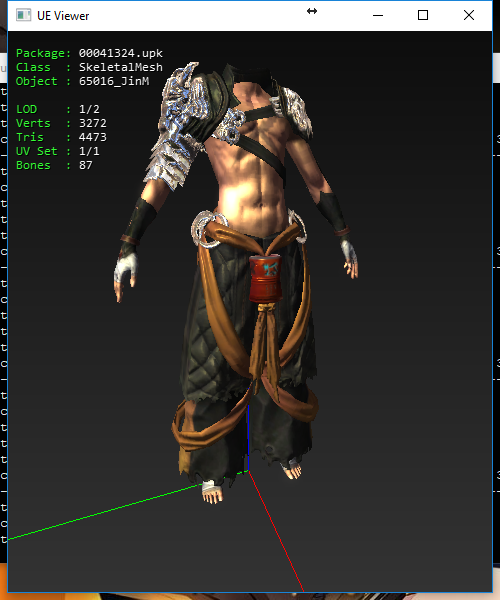 UE Viewer
Package: 00041324.upk
Class : SkeletalMesh
Object : 65016_JinM
LOD : 1/2
Verts : 3272
Tris : 4473
UV Set : 1/1
Bones : 87